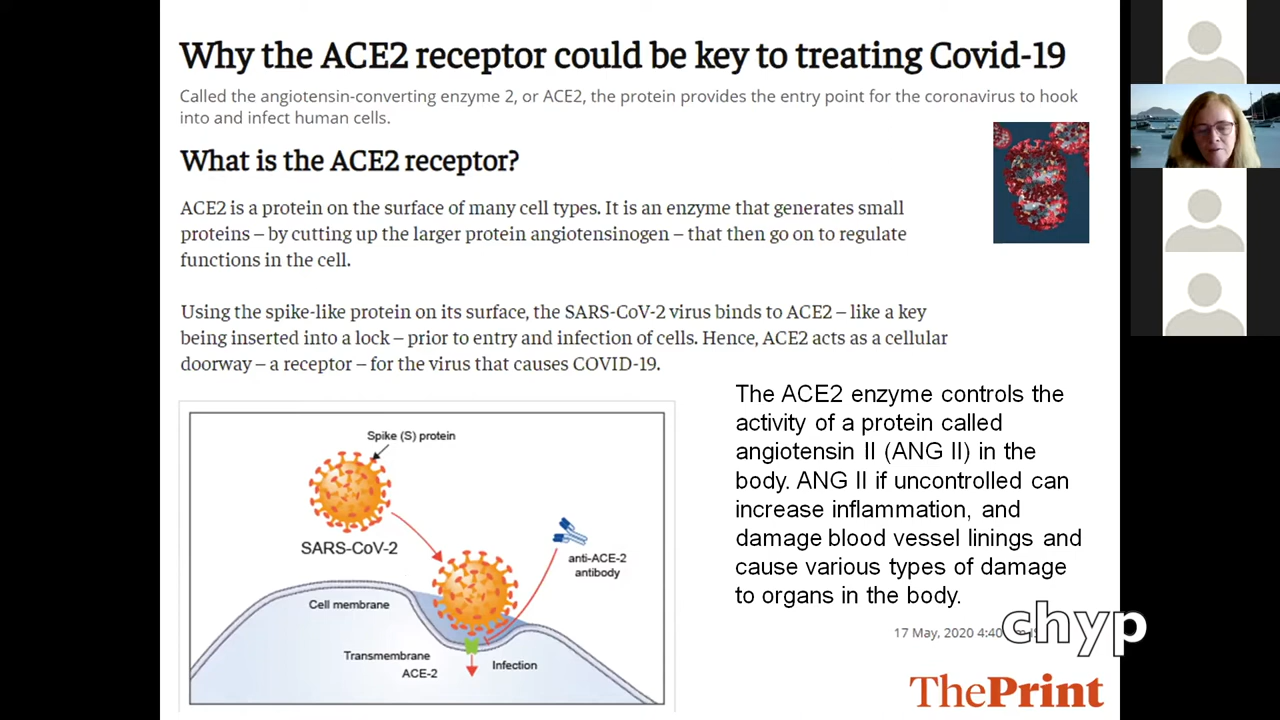 Why the ACE2 receptor could be key to treating Covid-19
Called the angiotensin-converting enzyme 2, or ACE2, the protein provides the entry point for the coronavirus to hook
into and infect human cells.
What is the ACE2 receptor?
ACE2 is a protein on the surface of many cell types. It is an enzyme that generates small
proteins – by cutting up the larger protein angiotensinogen – that then go on to regulate
functions in the cell.
Using the spike-like protein on its surface, the SARS-CoV-2 virus binds to ACE2 – like a key
being inserted into a lock – prior to entry and infection of cells. Hence, ACE2 acts as a cellular
doorway – a receptor – for the virus that causes COVID-19.
Spike (S) protein
SARS-CoV-2
anti-ACE-2
antibody
Cell membrane
Transmembrane
ACE-2
Infection
The ACE2 enzyme controls the
activity of a protein called
angiotensin II (ANG II) in the
body. ANG II if uncontrolled can
increase inflammation, and
damage blood vessel linings and
cause various types of damage
to organs in the body.
17 May, 2020 4:40
chyp
ThePrint